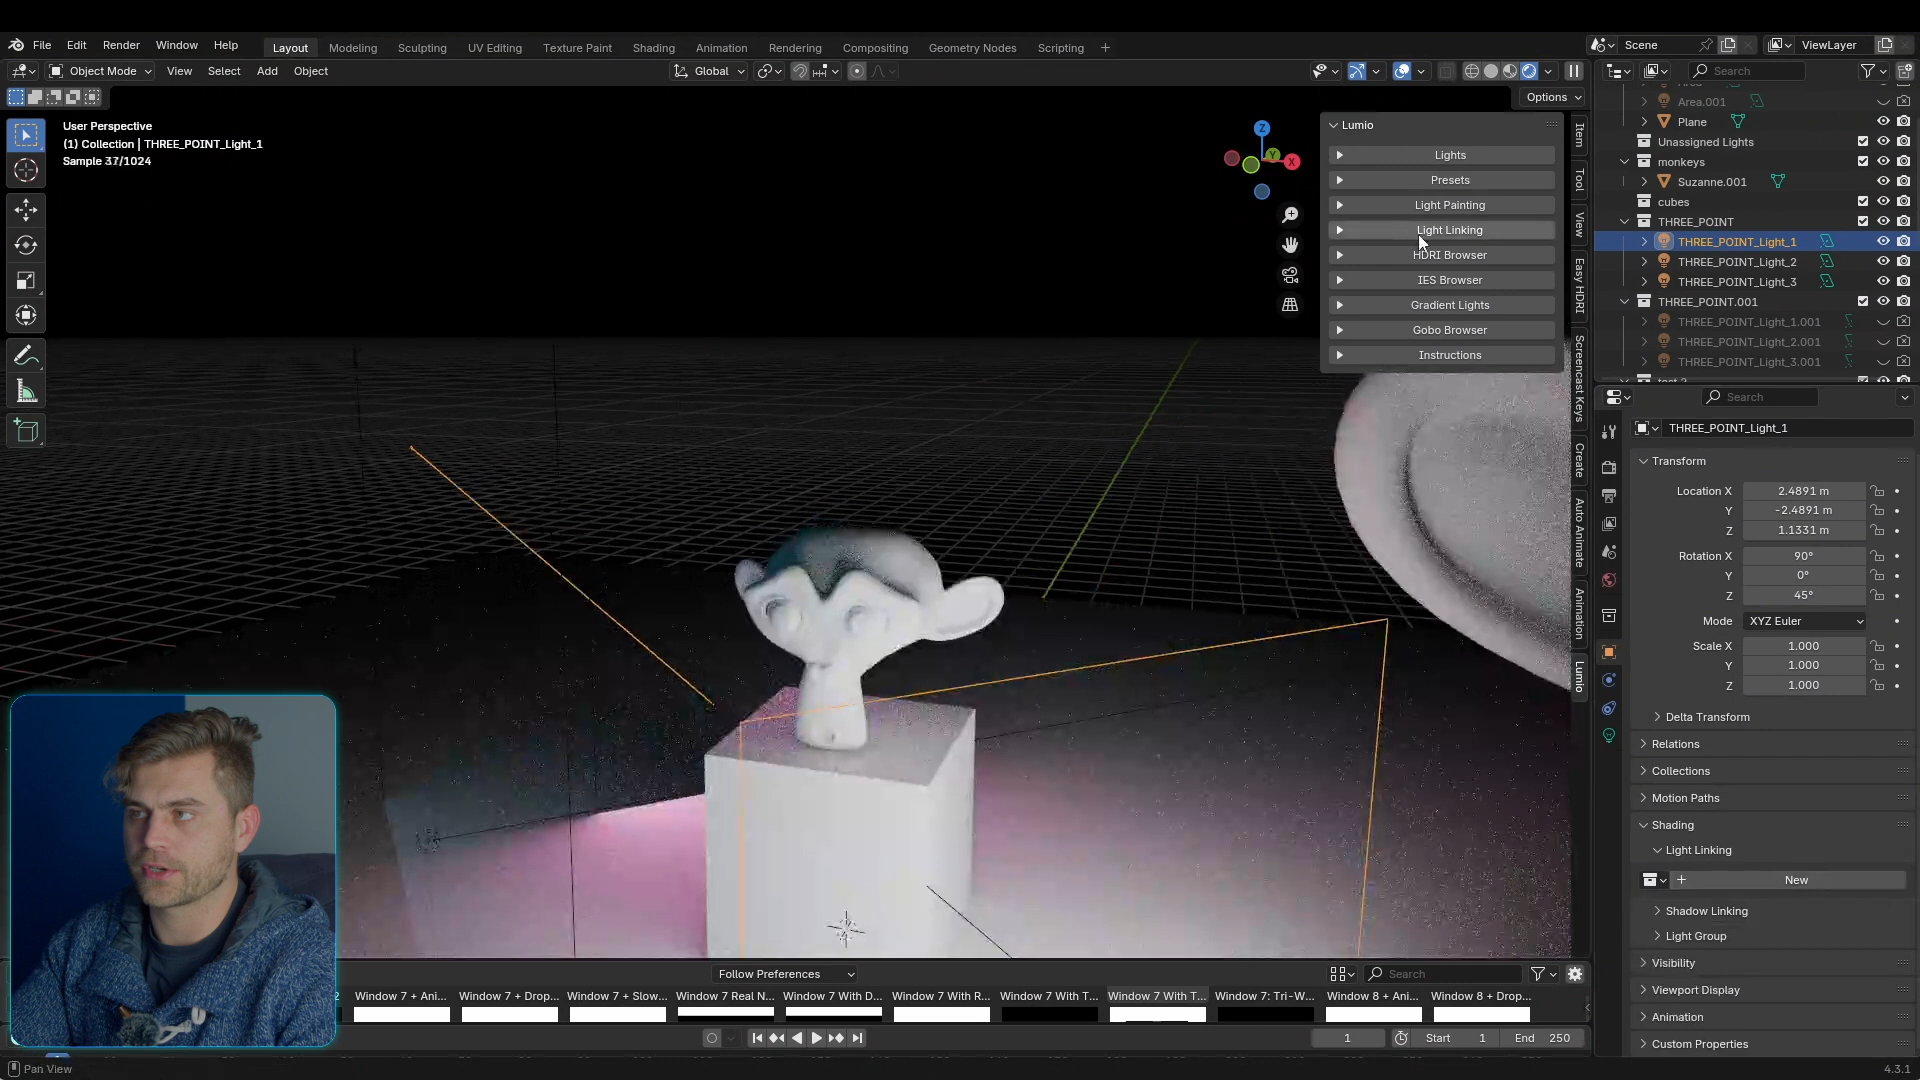 File Edit Render Window Help
Layout Modeling Sculpting UV Editing Texture Paint Shading Animation Rendering Compositing Geometry Nodes Scripting +
Scene
ViewLayer
Object Mode View Select Add Object
Global
Search
Options
User Perspective
(1) Collection | THREE_POINT_Light_1
Sample 37/1024
Z
Y
X
Lumio
Lights
Presets
Light Painting
Light Linking
HDRI Browser
IES Browser
Gradient Lights
Gobo Browser
Instructions
Item
Tool
View
Easy HDRI
Screencast Keys
Create
Auto Animate
Animation
Lumio
Area.001
Plane
Unassigned Lights
monkeys
Suzanne.001
cubes
THREE_POINT
THREE_POINT_Light_1
THREE_POINT_Light_2
THREE_POINT_Light_3
THREE_POINT.001
THREE_POINT_Light_1.001
THREE_POINT_Light_2.001
THREE_POINT_Light_3.001
Search
THREE_POINT_Light_1
Transform
Location X 2.4891 m
Y -2.4891 m
Z 1.1331 m
Rotation X 90°
Y 0°
Z 45°
Mode XYZ Euler
Scale X 1.000
Y 1.000
Z 1.000
Delta Transform
Relations
Collections
Motion Paths
Shading
Light Linking
+ New
Shadow Linking
Light Group
Visibility
Viewport Display
Animation
Custom Properties
Follow Preferences
Search
Window 7 + Ani... Window 7 + Drop... Window 7 + Slow... Window 7 Real N... Window 7 With D... Window 7 With R... Window 7 With T... Window 7 With T... Window 7: Tri-W... Window 8 + Ani... Window 8 + Drop...
1 Start 1 End 250
Pan View
4.3.1